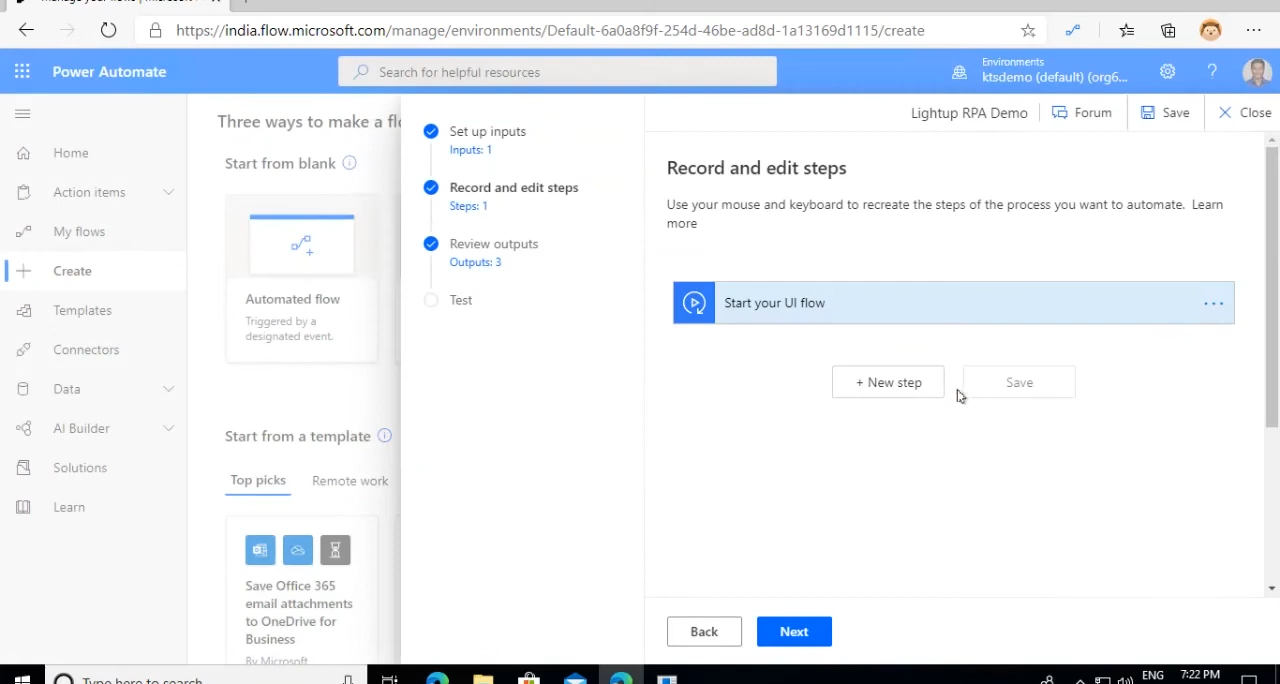 https://india.flow.microsoft.com/manage/environments/Default-6a0a8f9f-254d-46be-ad8d-1a13169d1115/create
Power Automate
Search for helpful resources
Environments
ktsdemo (default) (org6...
Home
Action items
My flows
Create
Templates
Connectors
Data
AI Builder
Solutions
Learn
Three ways to make a fl
Start from blank
Automated flow
Triggered by a
designated event.
Start from a template
Top picks
Remote work
Save Office 365
email attachments
to OneDrive for
Business
By Microsoft
Set up inputs
Inputs: 1
Record and edit steps
Steps: 1
Review outputs
Outputs: 3
Test
Lightup RPA Demo
Forum
Save
Close
Record and edit steps
Use your mouse and keyboard to recreate the steps of the process you want to automate. Learn
more
Start your UI flow
+ New step
Save
Back
Next
Type here to search
ENG
7:22 PM